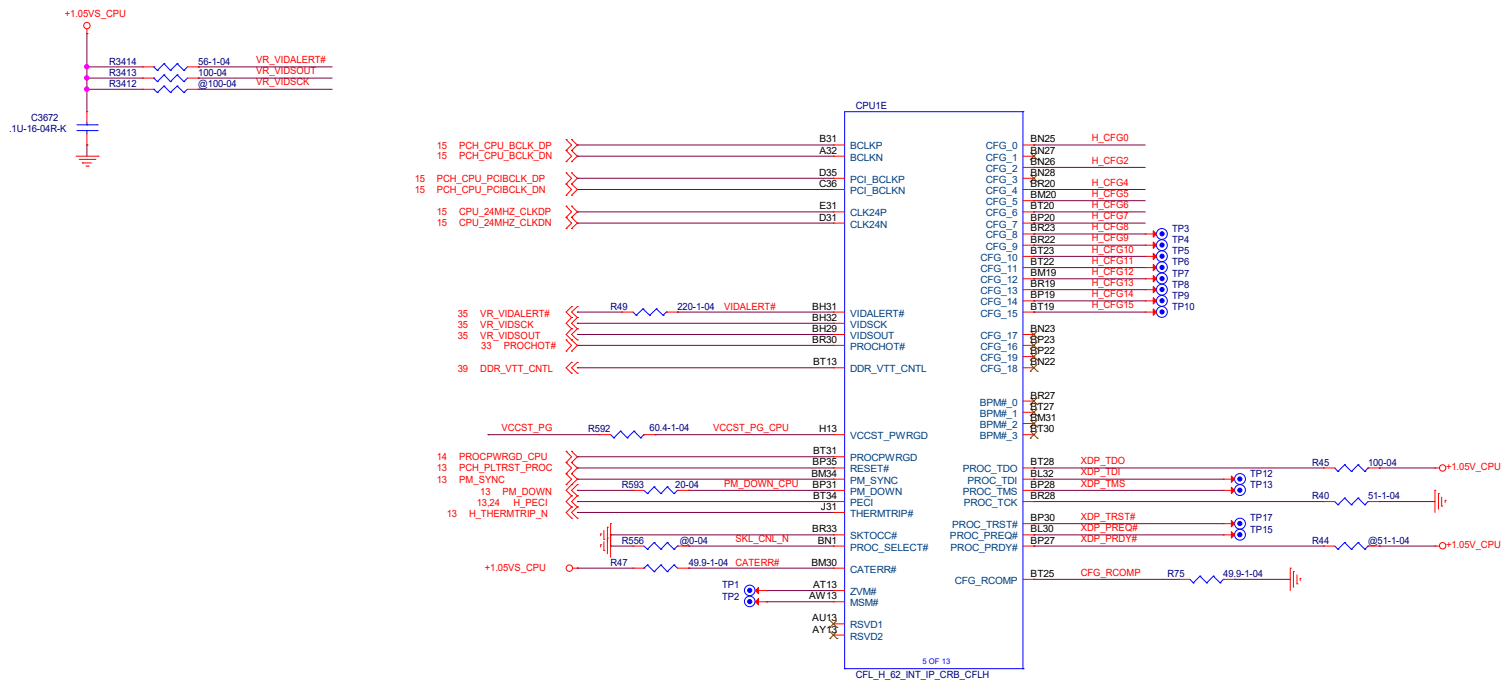 +1.05VS_CPU
R3414 56-1-04 VR_VIDALERT#
R3413 100-04 VR_VIDSOUT
R3412 @100-04 VR_VIDSCK
C3672
.1U-16-04R-K
CPU1E
15 PCH_CPU_BCLK_DP B31 BCLKP
15 PCH_CPU_BCLK_DN A32 BCLKN
15 PCH_CPU_PCIBCLK_DP D35 PCI_BCLKP
15 PCH_CPU_PCIBCLK_DN C36 PCI_BCLKN
15 CPU_24MHZ_CLKDP E31 CLK24P
15 CPU_24MHZ_CLKDN D31 CLK24N
35 VR_VIDALERT# R49 220-1-04 VIDALERT# BH31 VIDALERT#
35 VR_VIDSCK BH32 VIDSCK
35 VR_VIDSOUT BH29 VIDSOUT
33 PROCHOT# BR30 PROCHOT#
39 DDR_VTT_CNTL BT13 DDR_VTT_CNTL
VCCST_PG R592 60.4-1-04 VCCST_PG_CPU H13 VCCST_PWRGD
14 PROCPWRGD_CPU BT31 PROCPWRGD
13 PCH_PLTRST_PROC BP35 RESET#
13 PM_SYNC BM34 PM_SYNC
13 PM_DOWN R593 20-04 PM_DOWN_CPU BP31 PM_DOWN
13,24 H_PECI BT34 PECI
13 H_THERMTRIP_N J31 THERMTRIP#
BR33 SKTOCC#
R556 @0-04 SKL_CNL_N BN1 PROC_SELECT#
+1.05VS_CPU R47 49.9-1-04 CATERR# BM30 CATERR#
TP1 AT13 ZVM#
TP2 AW13 MSM#
AU13 RSVD1
AY13 RSVD2
CFG_0 BN25 H_CFG0
CFG_1 BN27
CFG_2 BN26 H_CFG2
CFG_3 BN28
CFG_4 BR20 H_CFG4
CFG_5 BM20 H_CFG5
CFG_6 BT20 H_CFG6
CFG_7 BP20 H_CFG7
CFG_8 BR23 H_CFG8 TP3
CFG_9 BR22 H_CFG9 TP4
CFG_10 BT23 H_CFG10 TP5
CFG_11 BT22 H_CFG11 TP6
CFG_12 BM19 H_CFG12 TP7
CFG_13 BR19 H_CFG13 TP8
CFG_14 BP19 H_CFG14 TP9
CFG_15 BT19 H_CFG15 TP10
CFG_17 BN23
CFG_16 BP23
CFG_19 BP22
CFG_18 BN22
BPM#_0 BR27
BPM#_1 BT27
BPM#_2 BM31
BPM#_3 BT30
PROC_TDO BT28 XDP_TDO R45 100-04 +1.05V_CPU
PROC_TDI BL32 XDP_TDI TP12
PROC_TMS BP28 XDP_TMS TP13
PROC_TCK BR28 R40 51-1-04
PROC_TRST# BP30 XDP_TRST# TP17
PROC_PREQ# BL30 XDP_PREQ# TP15
PROC_PRDY# BP27 XDP_PRDY# R44 @51-1-04 +1.05V_CPU
CFG_RCOMP BT25 CFG_RCOMP R75 49.9-1-04
5 OF 13
CFL_H_62_INT_IP_CRB_CFLH